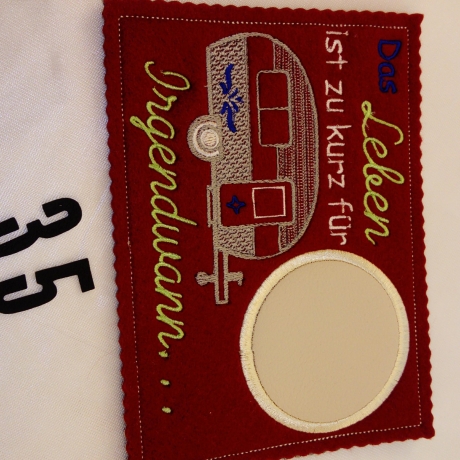 Das Leben
ist zu kurz für
Irgendwann...
35